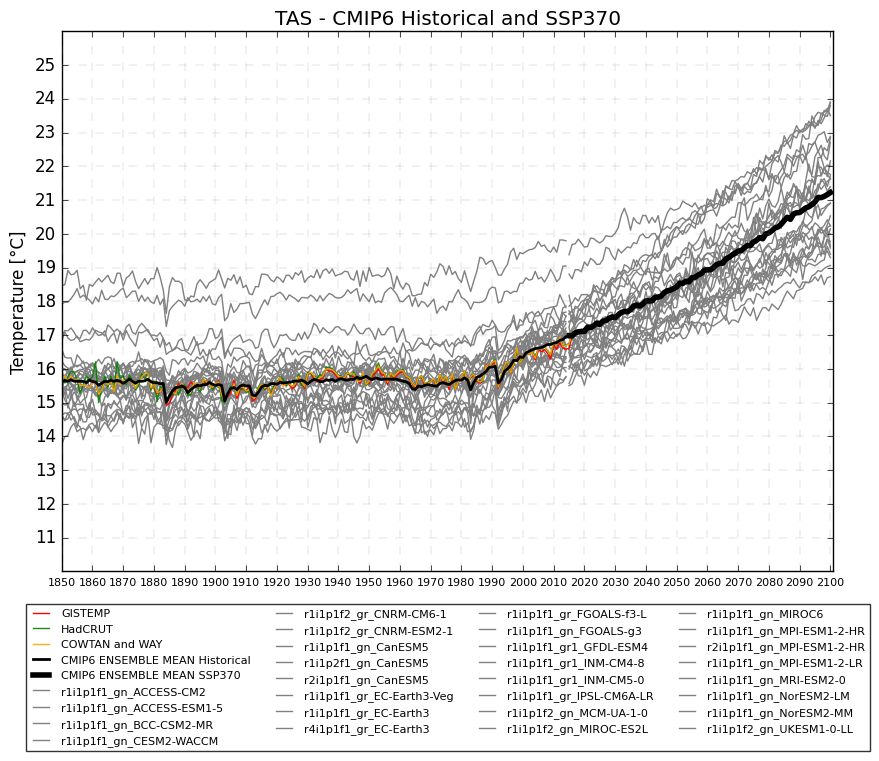 TAS - CMIP6 Historical and SSP370
Temperature [°C]
25
24
23
22
21
20
19
18
17
16
15
14
13
12
11
1850 1860 1870 1880 1890 1900 1910 1920 1930 1940 1950 1960 1970 1980 1990 2000 2010 2020 2030 2040 2050 2060 2070 2080 2090 2100
GISTEMP
HadCRUT
COWTAN and WAY
CMIP6 ENSEMBLE MEAN Historical
CMIP6 ENSEMBLE MEAN SSP370
r1i1p1f1_gn_ACCESS-CM2
r1i1p1f1_gn_ACCESS-ESM1-5
r1i1p1f1_gn_BCC-CSM2-MR
r1i1p1f1_gn_CESM2-WACCM
r1i1p1f2_gr_CNRM-CM6-1
r1i1p1f2_gr_CNRM-ESM2-1
r1i1p1f1_gn_CanESM5
r1i1p2f1_gn_CanESM5
r2i1p1f1_gn_CanESM5
r1i1p1f1_gr_EC-Earth3-Veg
r1i1p1f1_gr_EC-Earth3
r4i1p1f1_gr_EC-Earth3
r1i1p1f1_gr_FGOALS-f3-L
r1i1p1f1_gn_FGOALS-g3
r1i1p1f1_gr1_GFDL-ESM4
r1i1p1f1_gr1_INM-CM4-8
r1i1p1f1_gr1_INM-CM5-0
r1i1p1f1_gr_IPSL-CM6A-LR
r1i1p1f2_gn_MCM-UA-1-0
r1i1p1f2_gn_MIROC-ES2L
r1i1p1f1_gn_MIROC6
r1i1p1f1_gn_MPI-ESM1-2-HR
r2i1p1f1_gn_MPI-ESM1-2-HR
r1i1p1f1_gn_MPI-ESM1-2-LR
r1i1p1f1_gn_MRI-ESM2-0
r1i1p1f1_gn_NorESM2-LM
r1i1p1f1_gn_NorESM2-MM
r1i1p1f2_gn_UKESM1-0-LL